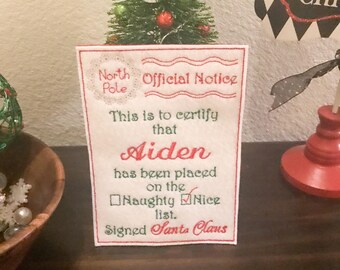 North
Pole
Official Notice
This is to certify
that
Aiden
has been placed
on the
☐Naughty ☑Nice
list.
Signed Santa Claus